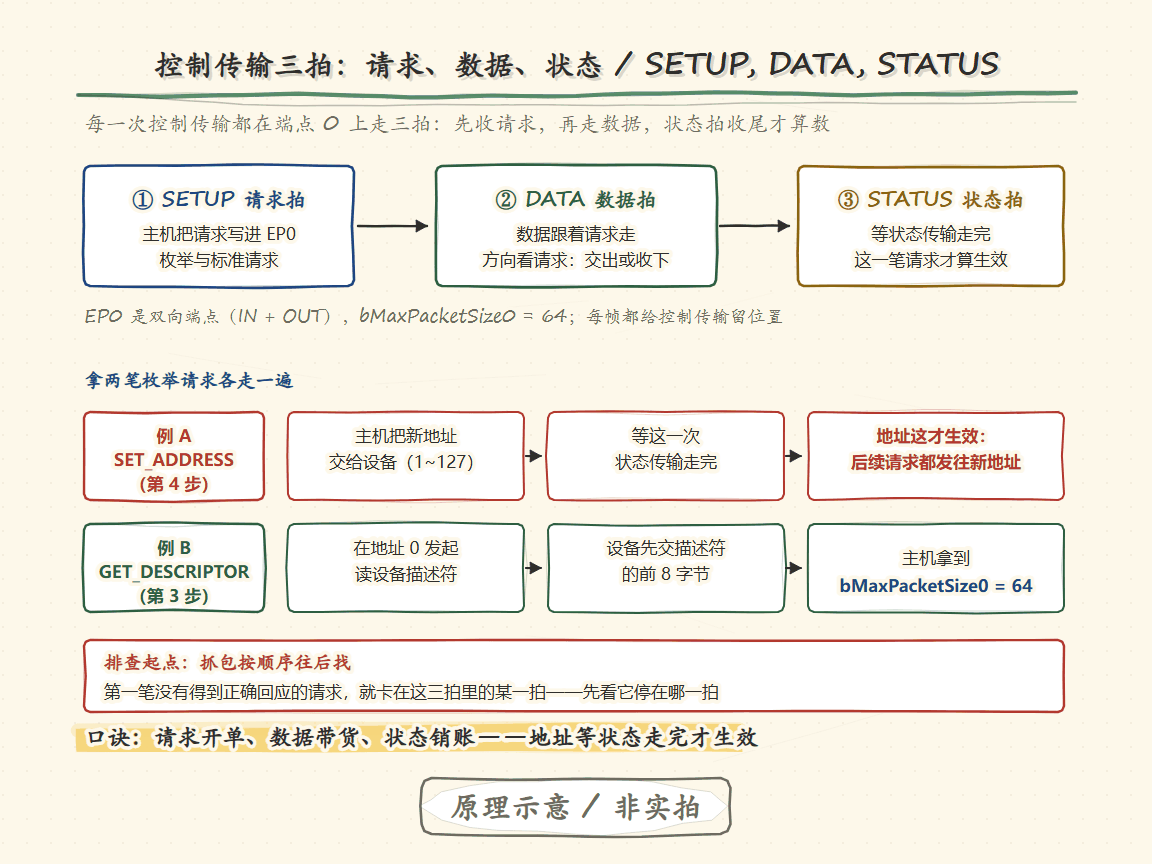 控制传输三拍：请求、数据、状态 / SETUP, DATA, STATUS
每一次控制传输都在端点 0 上走三拍：先收请求，再走数据，状态拍收尾才算数
① SETUP 请求拍
主机把请求写进 EP0
枚举与标准请求
② DATA 数据拍
数据跟着请求走
方向看请求：交出或收下
③ STATUS 状态拍
等状态传输走完
这一笔请求才算生效
EP0 是双向端点（IN + OUT），bMaxPacketSize0 = 64；每帧都给控制传输留位置
拿两笔枚举请求各走一遍
例 A
SET_ADDRESS
(第 4 步)
主机把新地址
交给设备（1~127）
等这一次
状态传输走完
地址这才生效：
后续请求都发往新地址
例 B
GET_DESCRIPTOR
(第 3 步)
在地址 0 发起
读设备描述符
设备先交描述符
的前 8 字节
主机拿到
bMaxPacketSize0 = 64
排查起点：抓包按顺序往后找
第一笔没有得到正确回应的请求，就卡在这三拍里的某一拍——先看它停在哪一拍
口诀：请求开单、数据带货、状态销账——地址等状态走完才生效
原理示意 / 非实拍